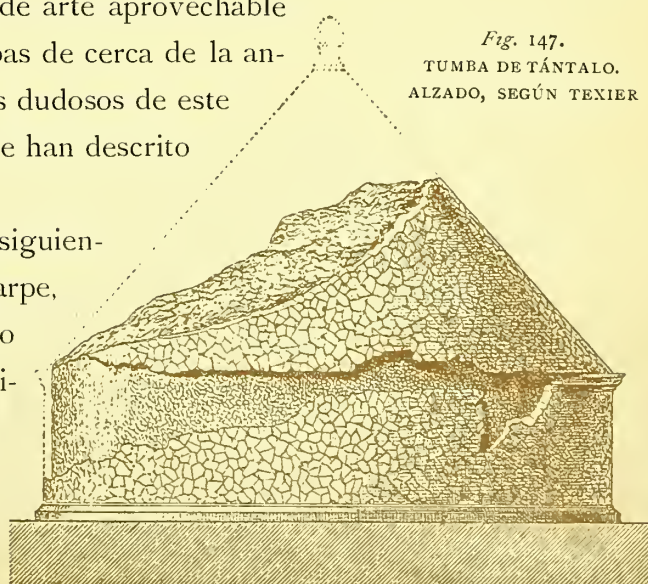 de arte aprovechable
pas de cerca de la an-
s dudosos de este
e han descrito
siguien-
arpe,
o
i-
Fig. 147.
TUMBA DE TÁNTALO.
ALZADO, SEGÚN TEXIER